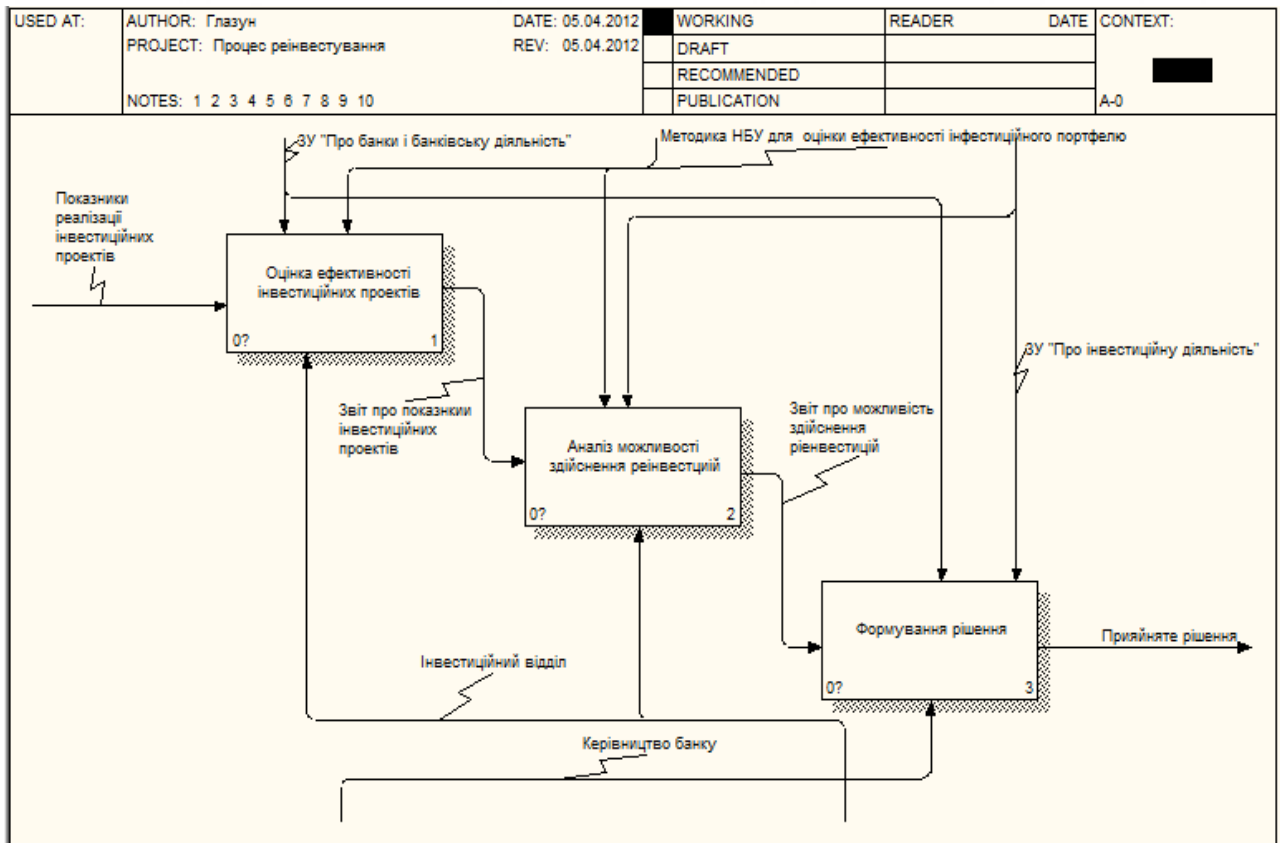 USED AT:
AUTHOR: Глазун
DATE: 05.04.2012
WORKING
READER
DATE
CONTEXT:
PROJECT: Процес реінвестування
REV: 05.04.2012
DRAFT
RECOMMENDED
NOTES: 1 2 3 4 5 6 7 8 9 10
PUBLICATION
A-0
ЗУ "Про банки і банківську діяльність"
Методика НБУ для оцінки ефективності інфестиційного портфелю
Показники
реалізації
інвестиційних
проектів
Оцінка ефективності
інвестиційних проектів
0?
1
ЗУ "Про інвестиційну діяльність"
Звіт про показнкии
інвестиційних
проектів
Звіт про можливість
здійснення
ріенвестицій
Аналіз можливості
здійснення реінвестциій
0?
2
Формування рішення
0?
3
Прияйняте рішення
Інвестиційний відділ
Керівництво банку